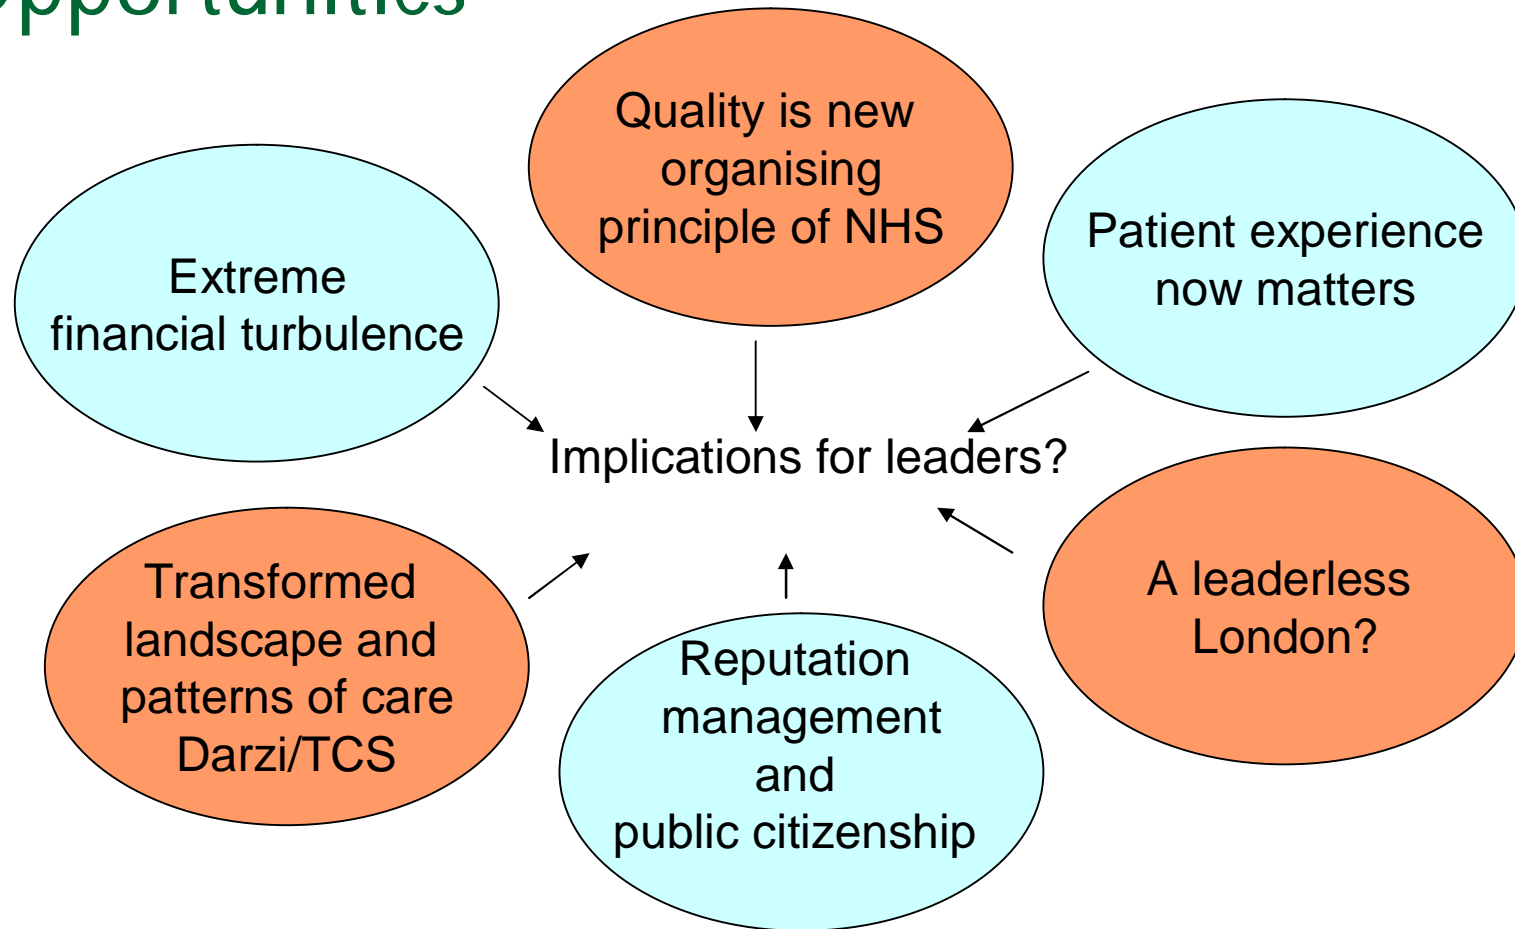 Opportunities
Quality is new
organising
principle of NHS
Extreme
financial turbulence
Patient experience
now matters
Implications for leaders?
Transformed
landscape and
patterns of care
Darzi/TCS
Reputation
management
and
public citizenship
A leaderless
London?